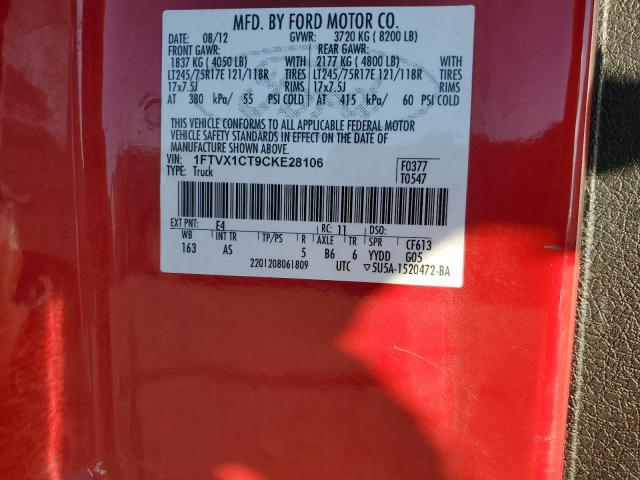 MFD. BY FORD MOTOR CO.
DATE: 08/12 GVWR: 3720 KG ( 8200 LB)
FRONT GAWR: REAR GAWR:
1837 KG ( 4050 LB) WITH 2177 KG ( 4800 LB) WITH
LT245/75R17E 121/118R TIRES LT245/75R17E 121/118R TIRES
17x7.5J RIMS 17x7.5J RIMS
AT 380 kPa/ 55 PSI COLD AT 415 kPa/ 60 PSI COLD
THIS VEHICLE CONFORMS TO ALL APPLICABLE FEDERAL MOTOR
VEHICLE SAFETY STANDARDS IN EFFECT ON THE DATE OF
MANUFACTURE SHOWN ABOVE.
VIN: 1FTVX1CT9CKE28106 F0377
TYPE: Truck T0547
EXT PNT: E4 RC: 11 DSO:
WB INT TR TP/PS R AXLE TR SPR CF613
163 AS 5 B6 6 YYDD G05
2201208061809 UTC ▽5U5A-1520472-BA